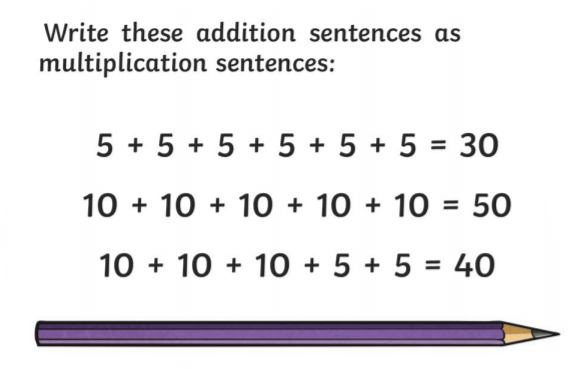 Write these addition sentences as
multiplication sentences:
5 + 5 + 5 + 5 + 5 + 5 = 30
10 + 10 + 10 + 10 + 10 = 50
10 + 10 + 10 + 5 + 5 = 40